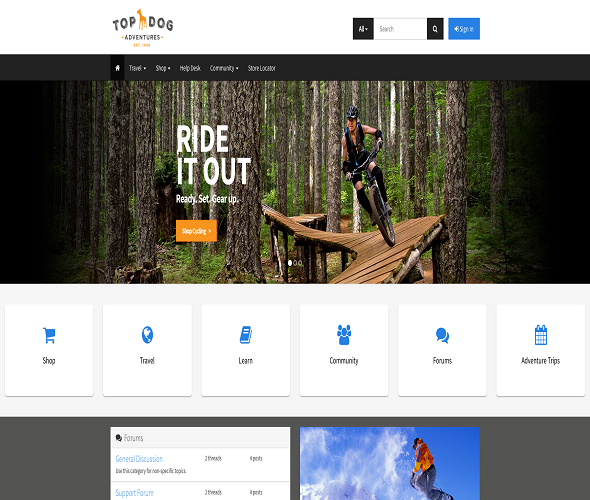 TOP DOG
- ADVENTURES -
EST. 1998
All
Search
Sign In
Travel
Shop
Help Desk
Community
Store Locator
RIDE
IT OUT
Ready. Set. Gear up.
Shop Cycling >
Shop
Travel
Learn
Community
Forums
Adventure Trips
Forums
General Discussion
2 threads
4 posts
Use this category for non-specific topics.
Support Forum
2 threads
4 posts